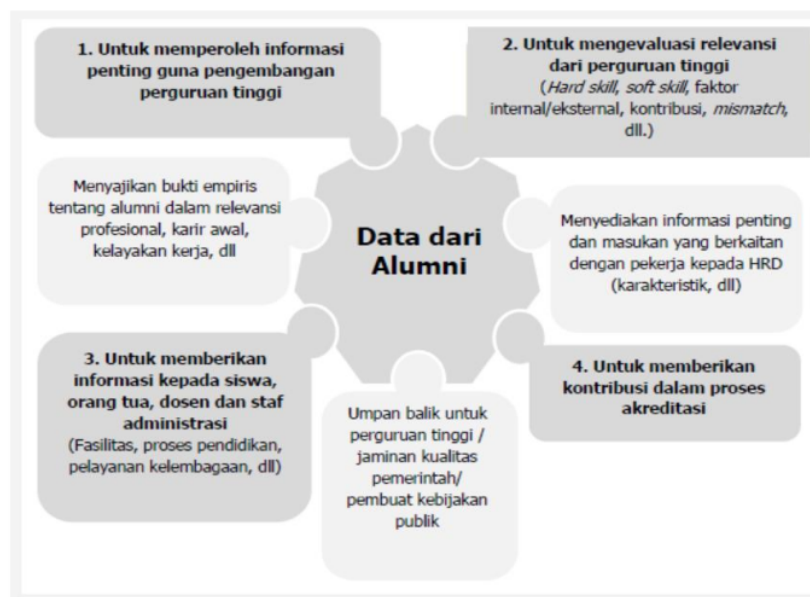 1. Untuk memperoleh informasi
penting guna pengembangan
perguruan tinggi
2. Untuk mengevaluasi relevansi
dari perguruan tinggi
(Hard skill, soft skill, faktor
internal/eksternal, kontribusi, mismatch,
dll.)
Menyajikan bukti empiris
tentang alumni dalam relevansi
profesional, karir awal,
kelayakan kerja, dll
Data dari
Alumni
Menyediakan informasi penting
dan masukan yang berkaitan
dengan pekerja kepada HRD
(karakteristik, dll)
3. Untuk memberikan
informasi kepada siswa,
orang tua, dosen dan staf
administrasi
(Fasilitas, proses pendidikan,
pelayanan kelembagaan, dll)
4. Untuk memberikan
kontribusi dalam proses
akreditasi
Umpan balik untuk
perguruan tinggi /
jaminan kualitas
pemerintah/
pembuat kebijakan
publik